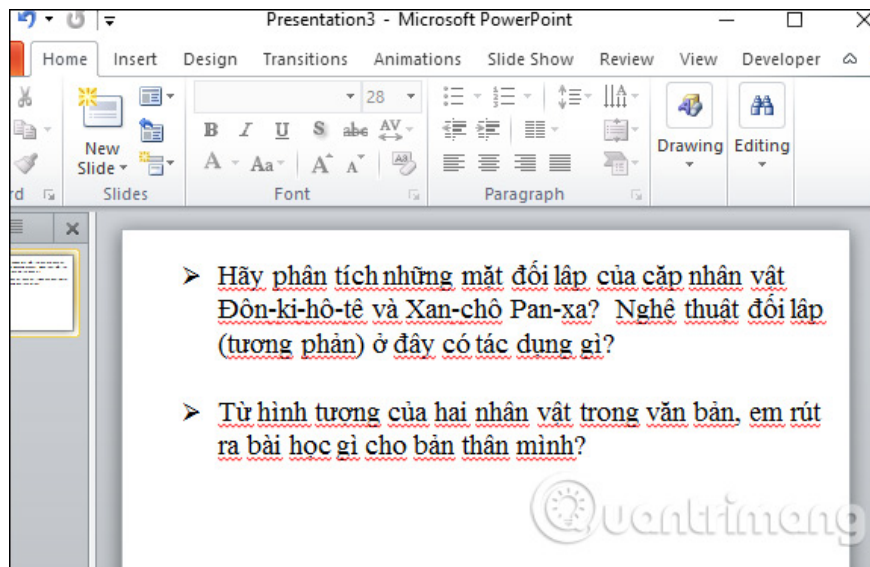 Presentation3 - Microsoft PowerPoint
Home Insert Design Transitions Animations Slide Show Review View Developer
28
New
Slide
B I U S abc AV
A Aa A A
Drawing Editing
rd Slides Font Paragraph
Hãy phân tích những mặt đối lập của cặp nhân vật
Đôn-ki-hô-tê và Xan-chô Pan-xa? Nghệ thuật đối lập
(tương phản) ở đây có tác dụng gì?
Từ hình tượng của hai nhân vật trong văn bản, em rút
ra bài học gì cho bản thân mình?
Quantrimang